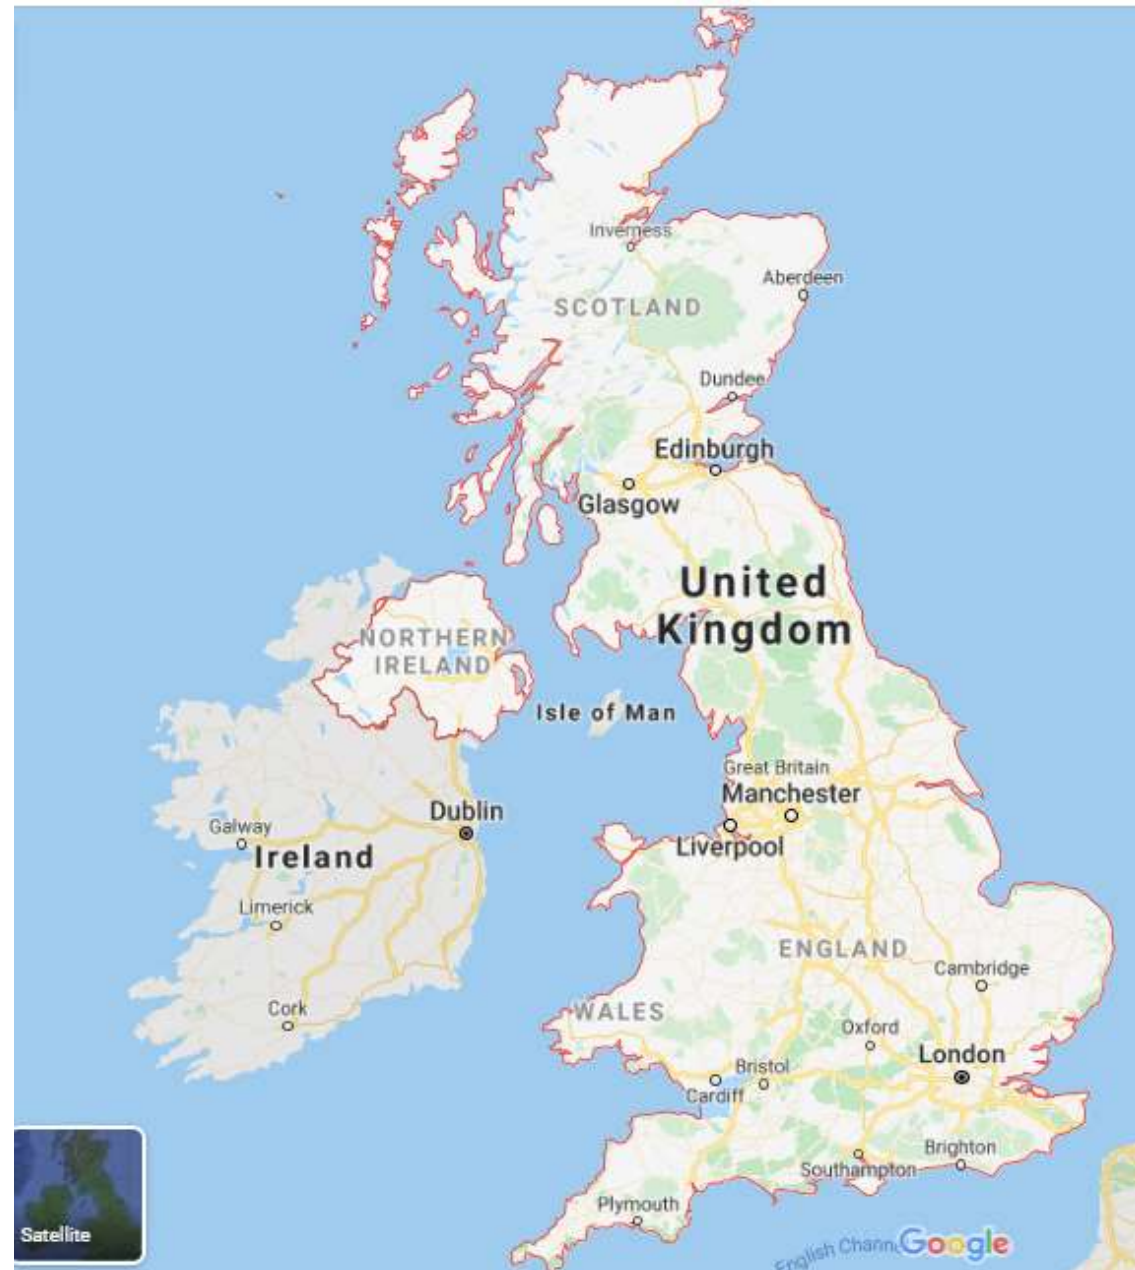 Inverness
Aberdeen
SCOTLAND
Dundee
Edinburgh
Glasgow
United
Kingdom
NORTHERN
IRELAND
Isle of Man
Great Britain
Manchester
Dublin
Galway
Liverpool
Ireland
Limerick
ENGLAND
Cambridge
Cork
WALES
Oxford
London
Bristol
Cardiff
Brighton
Southampton
Plymouth
Satellite
English Chann
Google